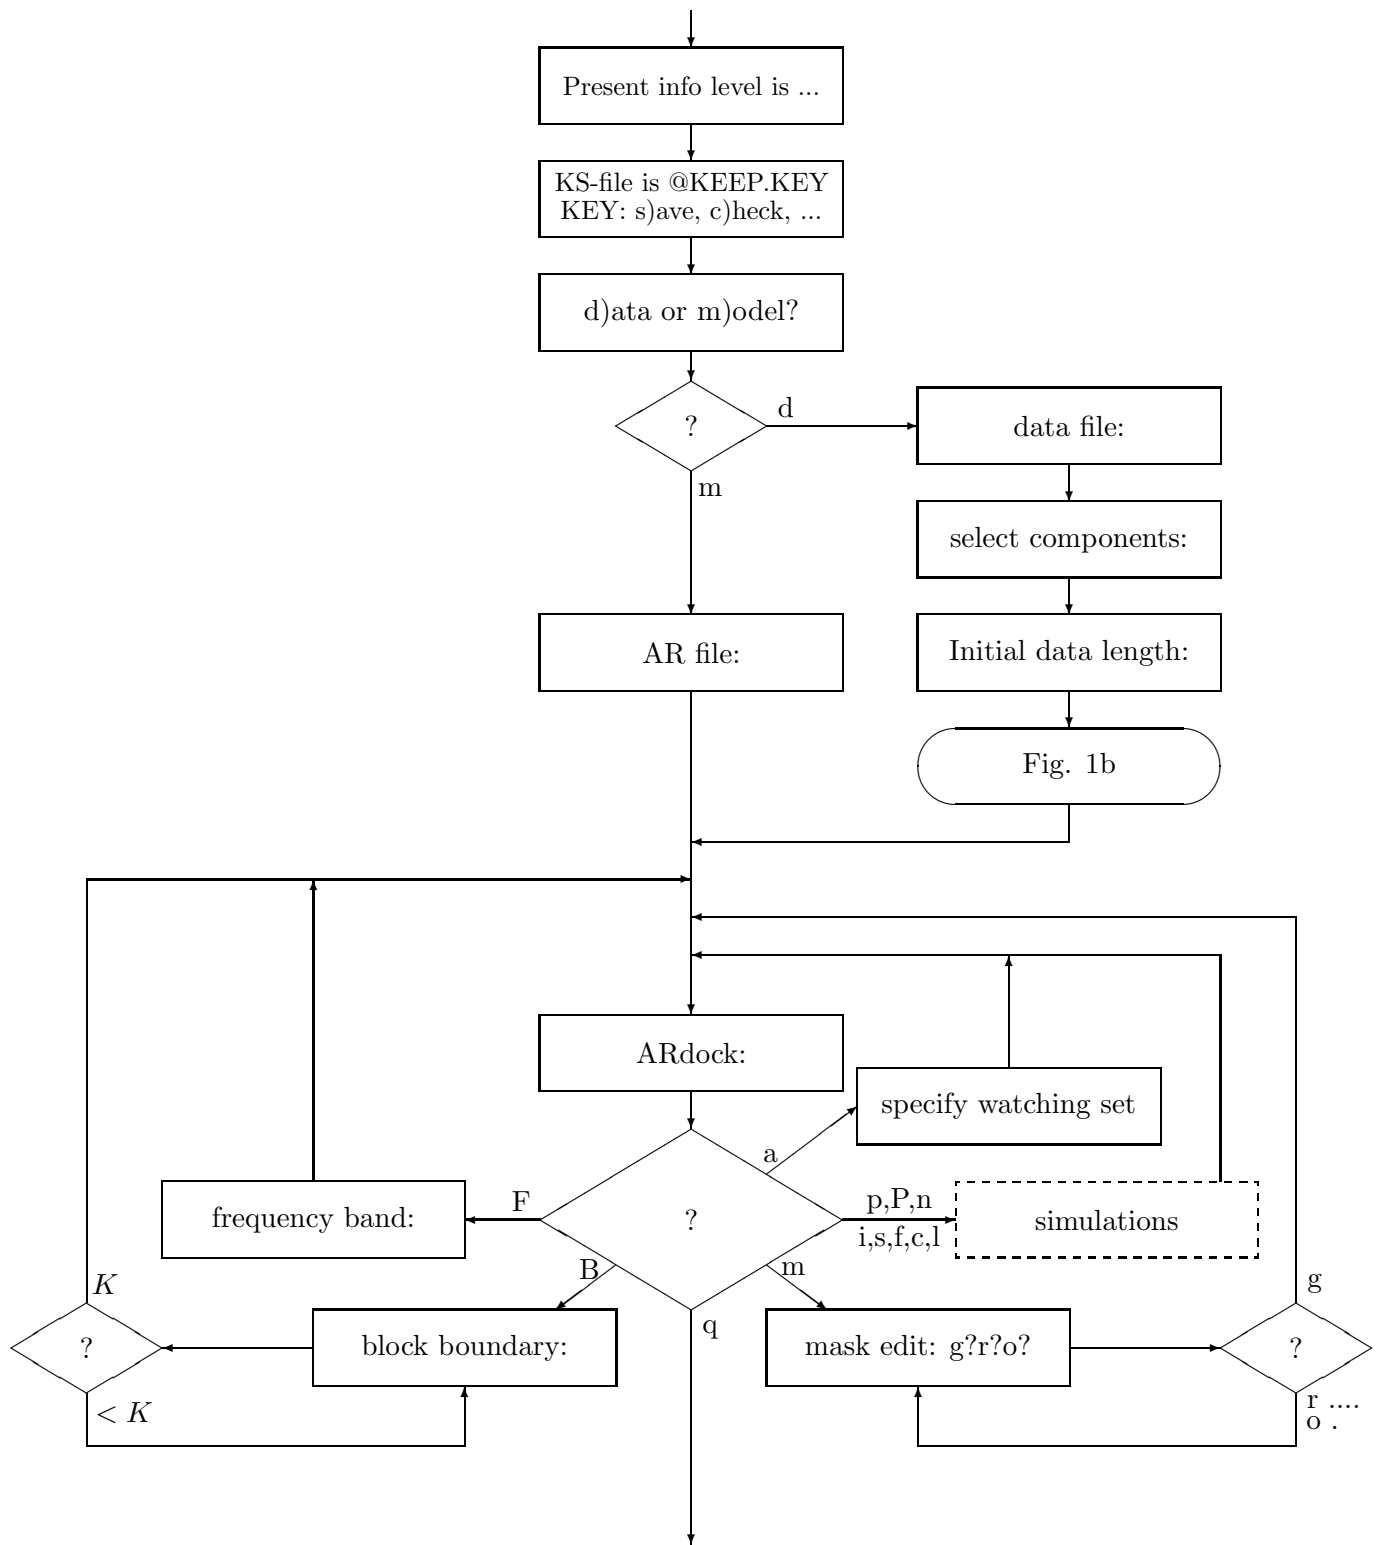 Present info level is ...
KS-file is @KEEP.KEY
KEY: s)ave, c)heck, ...
d)ata or m)odel?
?
d
data file:
m
select components:
AR file:
Initial data length:
Fig. 1b
ARdock:
specify watching set
a
F
p,P,n
frequency band:
?
simulations
i,s,f,c,l
B
m
K
g
q
?
block boundary:
mask edit: g?r?o?
?
< K
r ....
o .